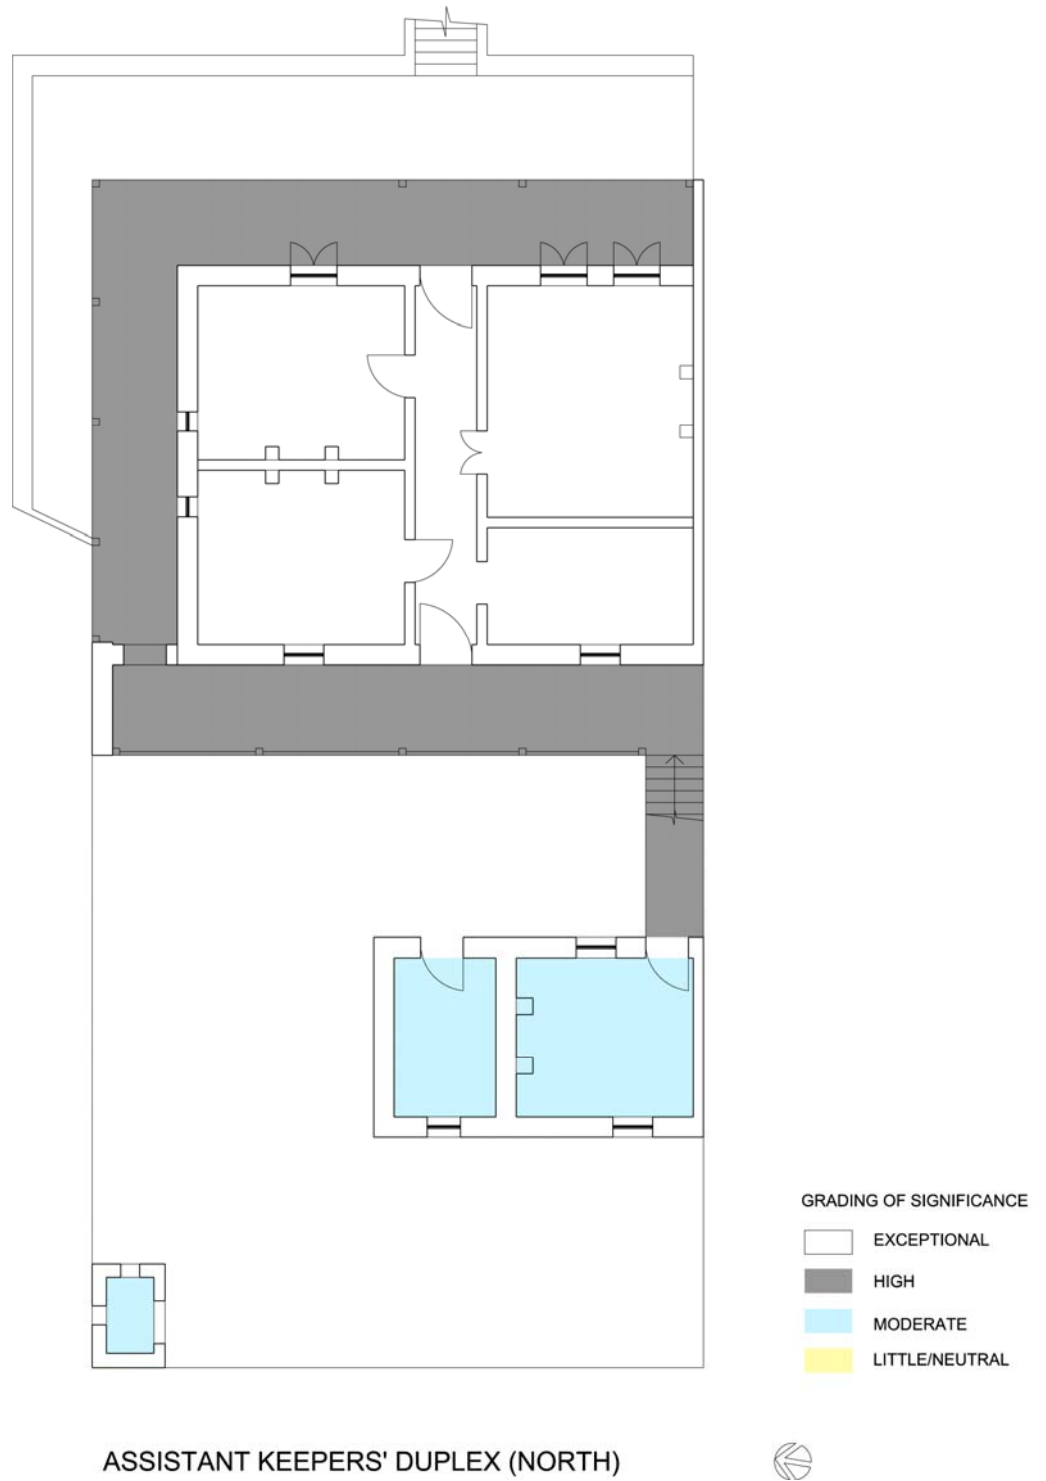 GRADING OF SIGNIFICANCE
EXCEPTIONAL
HIGH
MODERATE
LITTLE/NEUTRAL
ASSISTANT KEEPERS' DUPLEX (NORTH)